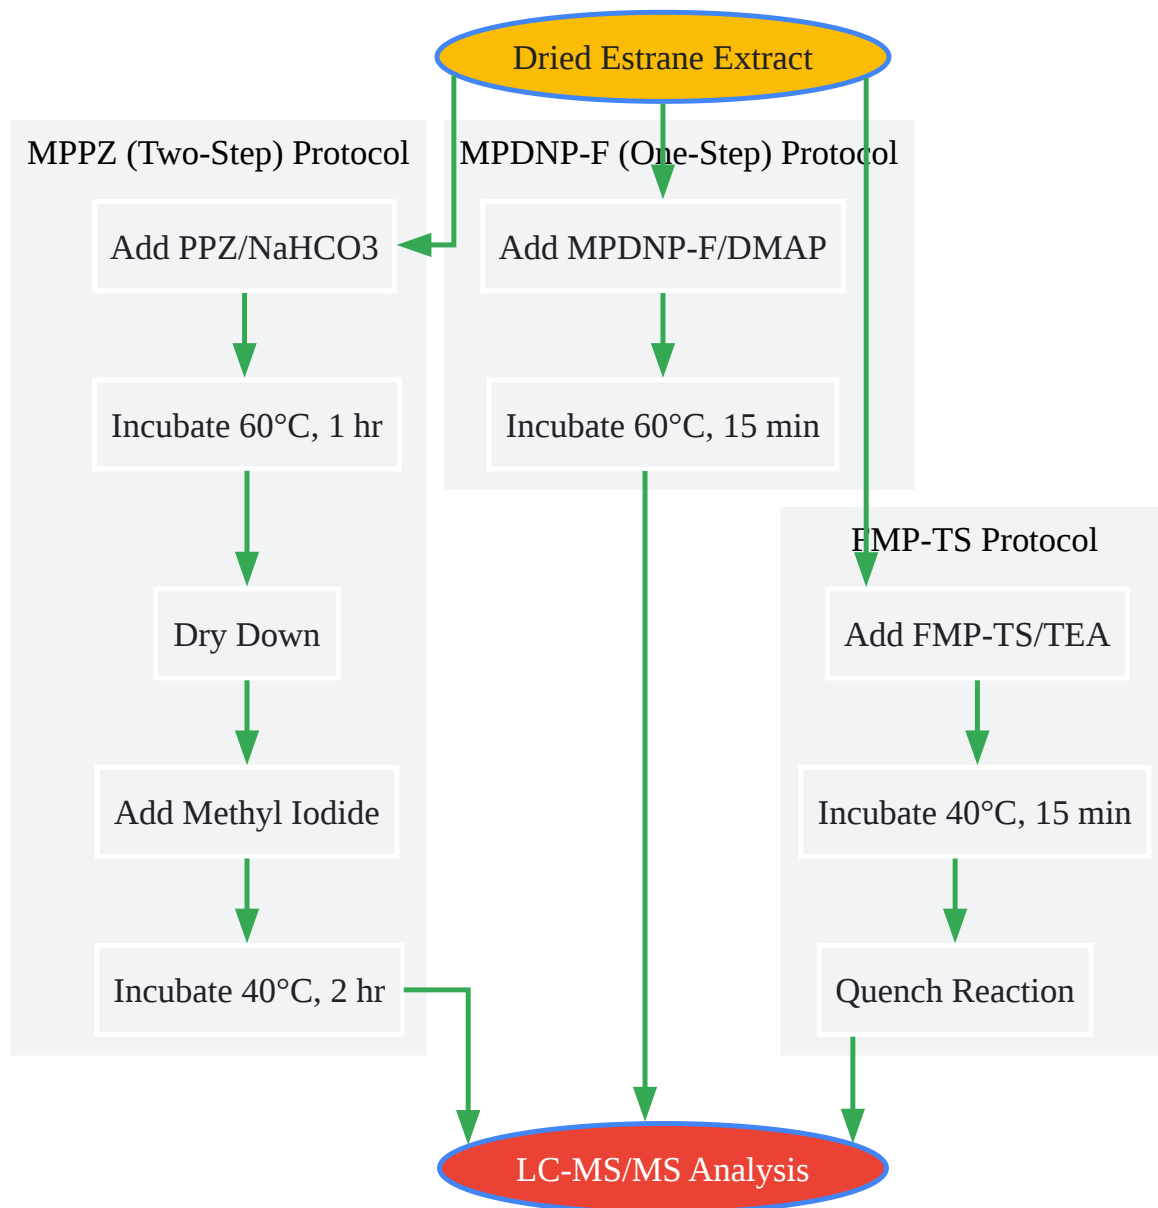 Dried Estrane Extract
MPPZ (Two-Step) Protocol
Add PPZ/NaHCO3
Incubate 60°C, 1 hr
Dry Down
Add Methyl Iodide
Incubate 40°C, 2 hr
MPDNP-F (One-Step) Protocol
Add MPDNP-F/DMAP
Incubate 60°C, 15 min
FMP-TS Protocol
Add FMP-TS/TEA
Incubate 40°C, 15 min
Quench Reaction
LC-MS/MS Analysis